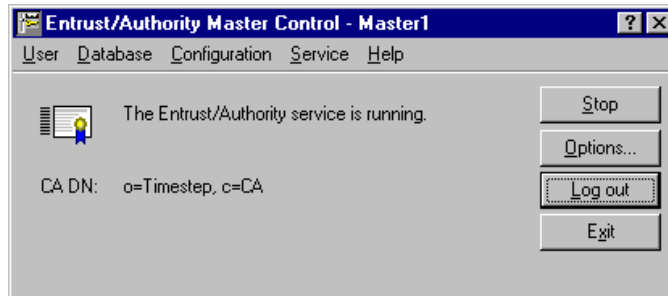 Entrust/Authority Master Control - Master1
User Database Configuration Service Help
The Entrust/Authority service is running.
CA DN: o=Timestep, c=CA
Stop
Options...
Log out
Exit